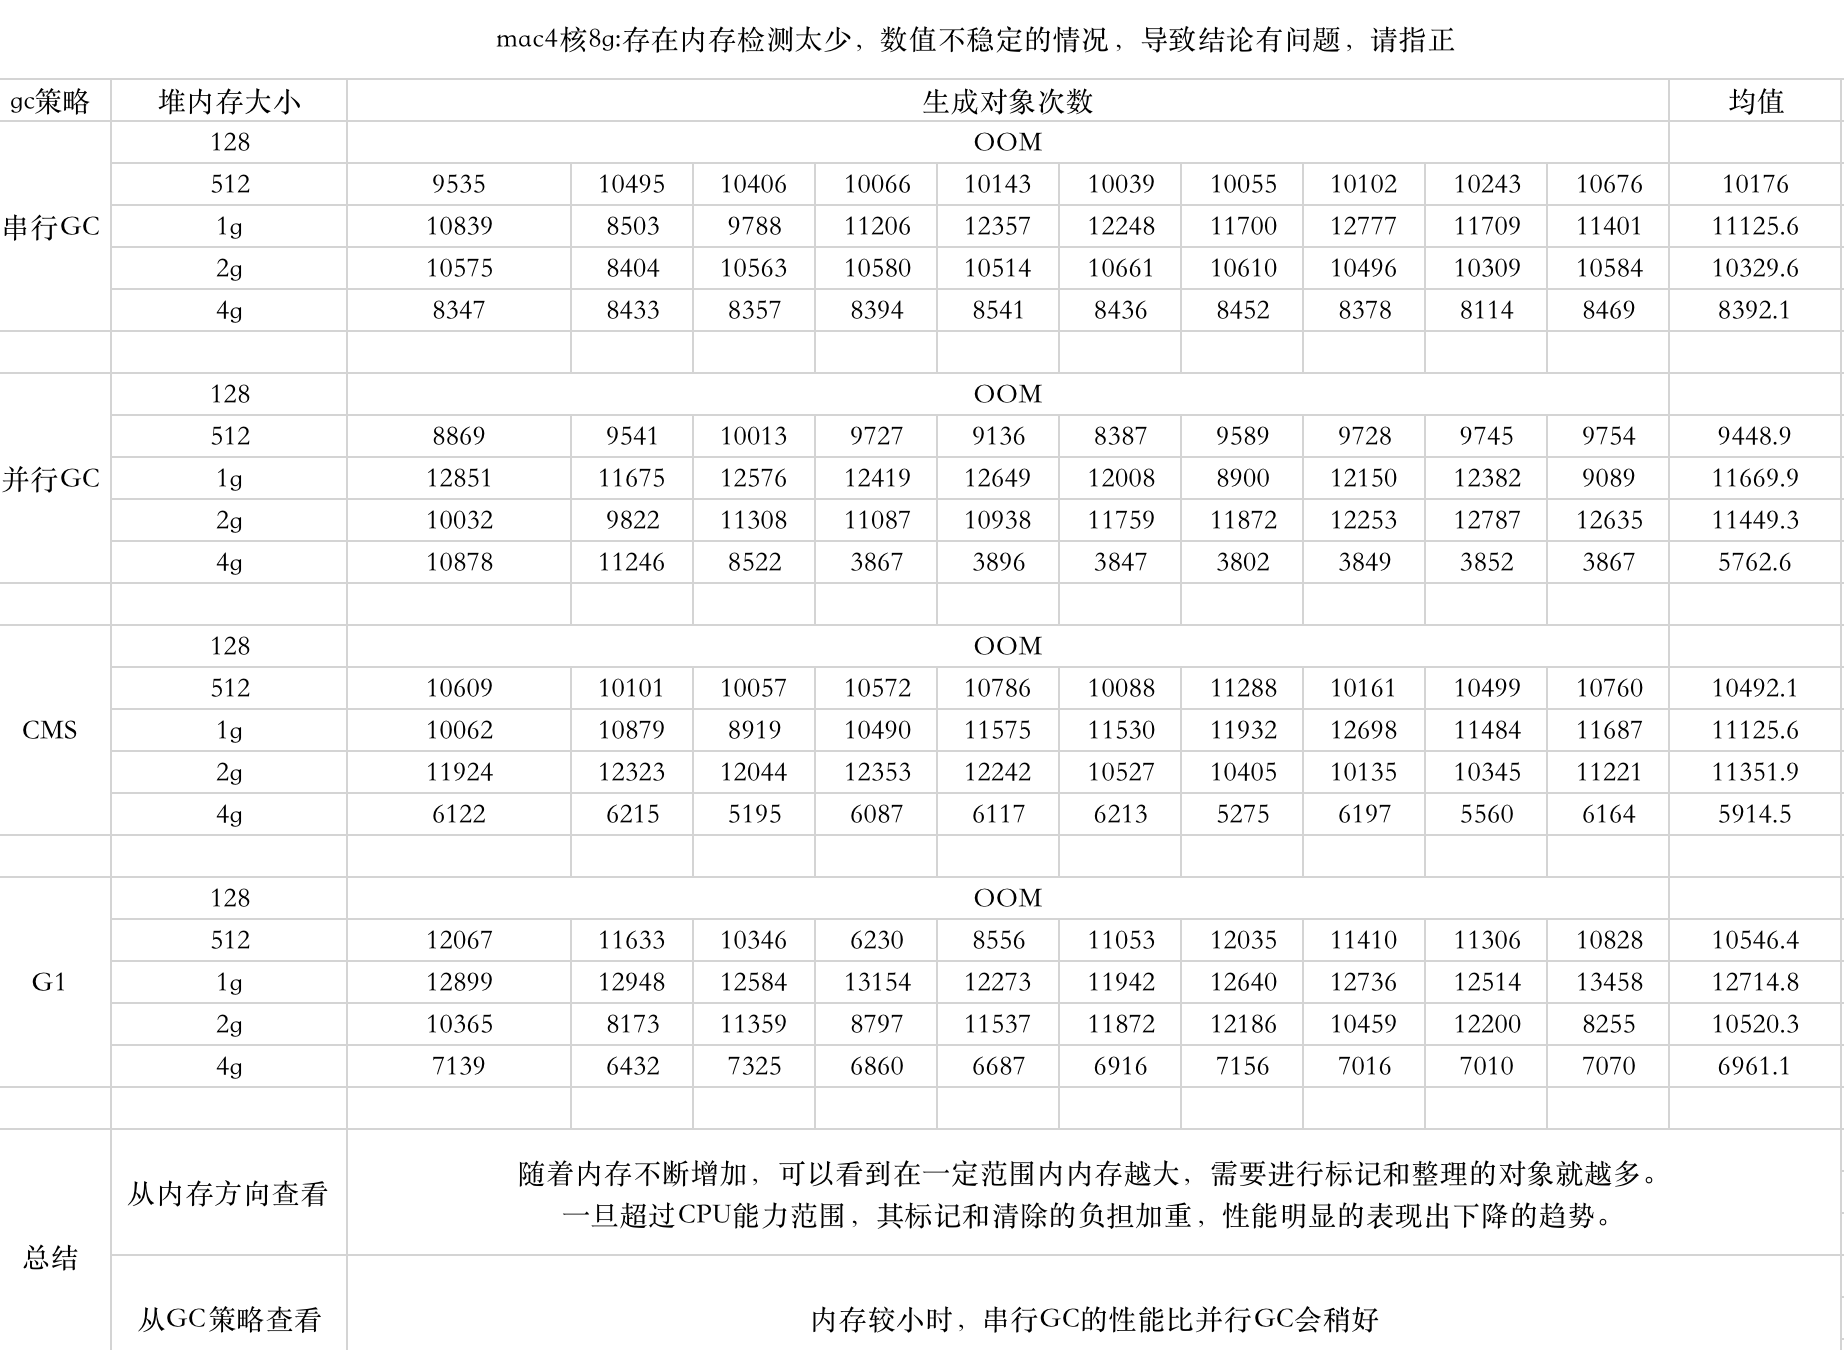 mac4核8g:存在内存检测太少，数值不稳定的情况，导致结论有问题，请指正
gc策略 堆内存大小 生成对象次数 均值
串行GC
128 OOM
512 9535 10495 10406 10066 10143 10039 10055 10102 10243 10676 10176
1g 10839 8503 9788 11206 12357 12248 11700 12777 11709 11401 11125.6
2g 10575 8404 10563 10580 10514 10661 10610 10496 10309 10584 10329.6
4g 8347 8433 8357 8394 8541 8436 8452 8378 8114 8469 8392.1
并行GC
128 OOM
512 8869 9541 10013 9727 9136 8387 9589 9728 9745 9754 9448.9
1g 12851 11675 12576 12419 12649 12008 8900 12150 12382 9089 11669.9
2g 10032 9822 11308 11087 10938 11759 11872 12253 12787 12635 11449.3
4g 10878 11246 8522 3867 3896 3847 3802 3849 3852 3867 5762.6
CMS
128 OOM
512 10609 10101 10057 10572 10786 10088 11288 10161 10499 10760 10492.1
1g 10062 10879 8919 10490 11575 11530 11932 12698 11484 11687 11125.6
2g 11924 12323 12044 12353 12242 10527 10405 10135 10345 11221 11351.9
4g 6122 6215 5195 6087 6117 6213 5275 6197 5560 6164 5914.5
G1
128 OOM
512 12067 11633 10346 6230 8556 11053 12035 11410 11306 10828 10546.4
1g 12899 12948 12584 13154 12273 11942 12640 12736 12514 13458 12714.8
2g 10365 8173 11359 8797 11537 11872 12186 10459 12200 8255 10520.3
4g 7139 6432 7325 6860 6687 6916 7156 7016 7010 7070 6961.1
总结
从内存方向查看
随着内存不断增加，可以看到在一定范围内内存越大，需要进行标记和整理的对象就越多。
一旦超过CPU能力范围，其标记和清除的负担加重，性能明显的表现出下降的趋势。
从GC策略查看
内存较小时，串行GC的性能比并行GC会稍好